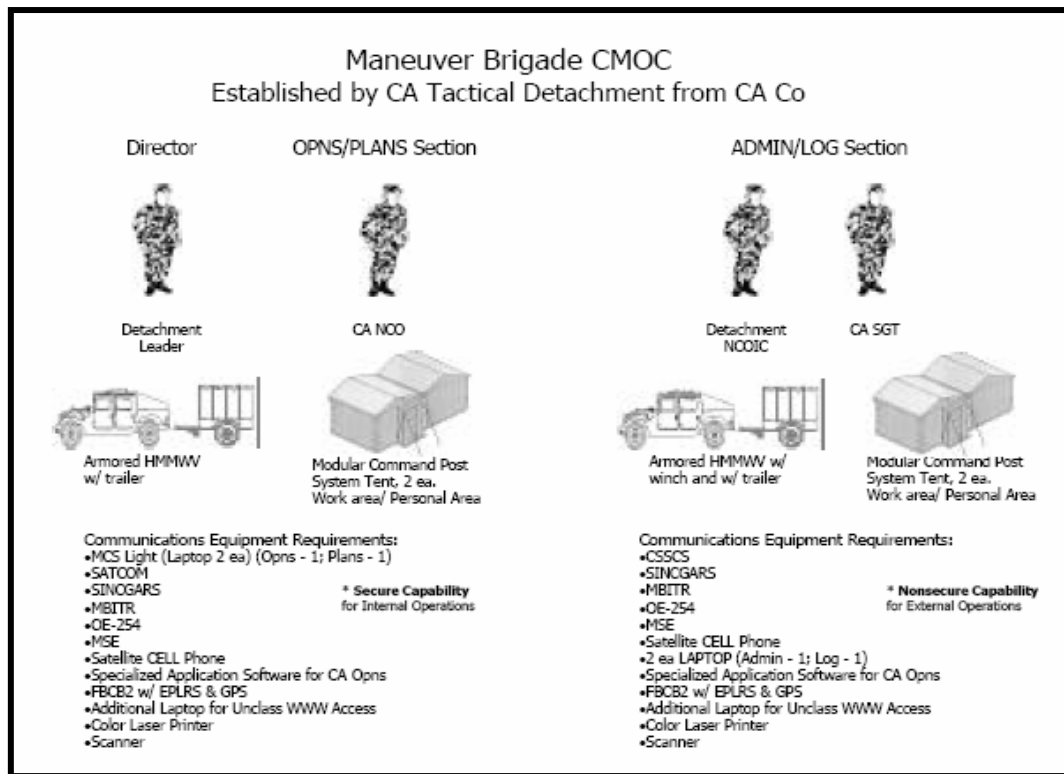 Maneuver Brigade CMOC
Established by CA Tactical Detachment from CA Co
Director
OPNS/PLANS Section
ADMIN/LOG Section
Detachment
Leader
CA NCO
Detachment
NCOIC
CA SGT
Armored HMMWV
w/ trailer
Modular Command Post
System Tent, 2 ea.
Work area/ Personal Area
Armored HMMWV w/
winch and w/ trailer
Modular Command Post
System Tent, 2 ea.
Work area/ Personal Area
Communications Equipment Requirements:
•MCS Light (Laptop 2 ea) (Opns - 1; Plans - 1)
•SATCOM
•SINCGARS
•MBITR
•OE-254
•MSE
•Satellite CELL Phone
•Specialized Application Software for CA Opns
•FBCB2 w/ EPLRS & GPS
•Additional Laptop for Unclass WWW Access
•Color Laser Printer
•Scanner
* Secure Capability
for Internal Operations
Communications Equipment Requirements:
•CSSCS
•SINCGARS
•MBITR
•OE-254
•MSE
•Satellite CELL Phone
•2 ea LAPTOP (Admin - 1; Log - 1)
•Specialized Application Software for CA Opns
•FBCB2 w/ EPLRS & GPS
•Additional Laptop for Unclass WWW Access
•Color Laser Printer
•Scanner
* Nonsecure Capability
for External Operations